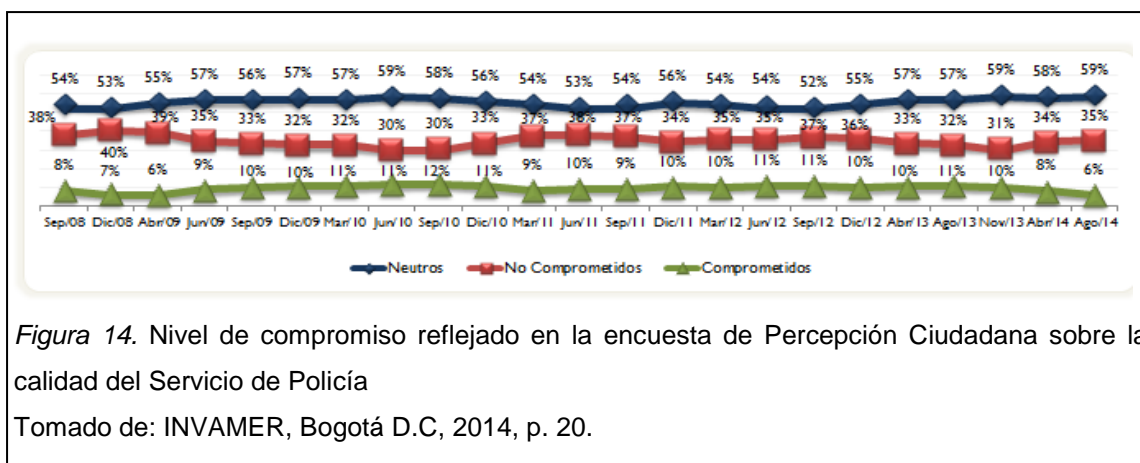 54% 53% 55% 57% 56% 57% 57% 59% 58% 56% 54% 53% 54% 56% 54% 54% 52% 55% 57% 57% 59% 58% 59%
38% 40% 39% 35% 33% 32% 32% 30% 30% 33% 37% 38% 37% 34% 35% 35% 37% 36% 33% 32% 31% 34% 35%
8% 7% 6% 9% 10% 10% 11% 11% 12% 11% 9% 10% 9% 10% 10% 11% 11% 10% 10% 11% 10% 8% 6%
Sep/08 Dic/08 Abr/09 Jun/09 Sep/09 Dic/09 Mar/10 Jun/10 Sep/10 Dic/10 Mar/11 Jun/11 Sep/11 Dic/11 Mar/12 Jun/12 Sep/12 Dic/12 Abr/13 Ago/13 Nov/13 Abr/14 Ago/14
Neutros No Comprometidos Comprometidos
Figura 14. Nivel de compromiso reflejado en la encuesta de Percepción Ciudadana sobre la
calidad del Servicio de Policía
Tomado de: INVAMER, Bogotá D.C, 2014, p. 20.